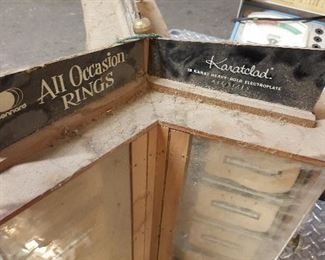 All Occasion
RINGS
Karatclad®
18 KARAT HEAVY GOLD ELECTROPLATE